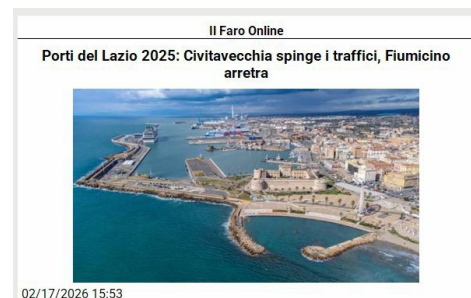 Il Faro Online
Porti del Lazio 2025: Civitavecchia spinge i traffici, Fiumicino
arretra
02/17/2026 15:53